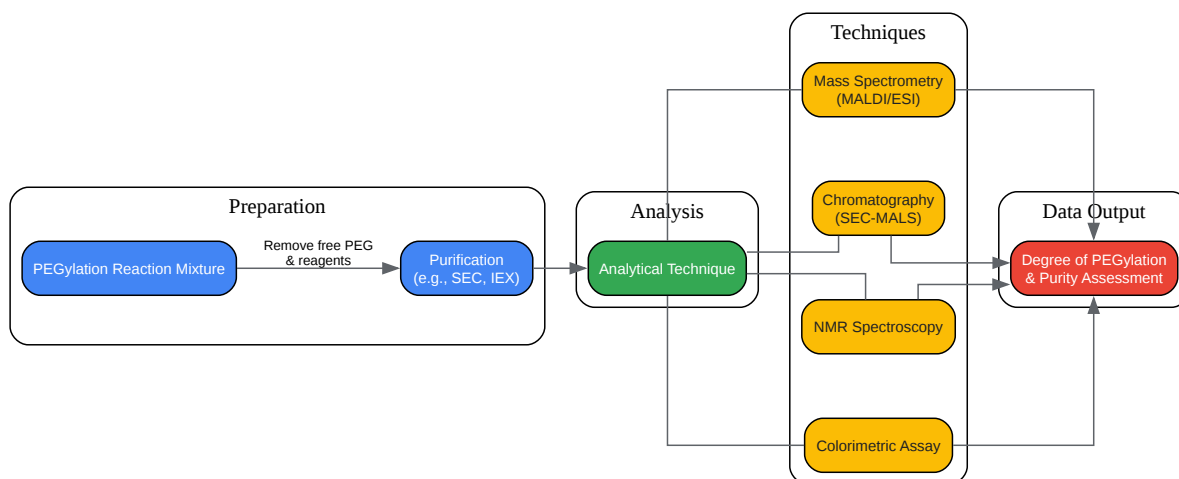 Preparation
PEGylation Reaction Mixture
Remove free PEG
& reagents
Purification
(e.g., SEC, IEX)
Analysis
Analytical Technique
Techniques
Mass Spectrometry
(MALDI/ESI)
Chromatography
(SEC-MALS)
NMR Spectroscopy
Colorimetric Assay
Data Output
Degree of PEGylation
& Purity Assessment